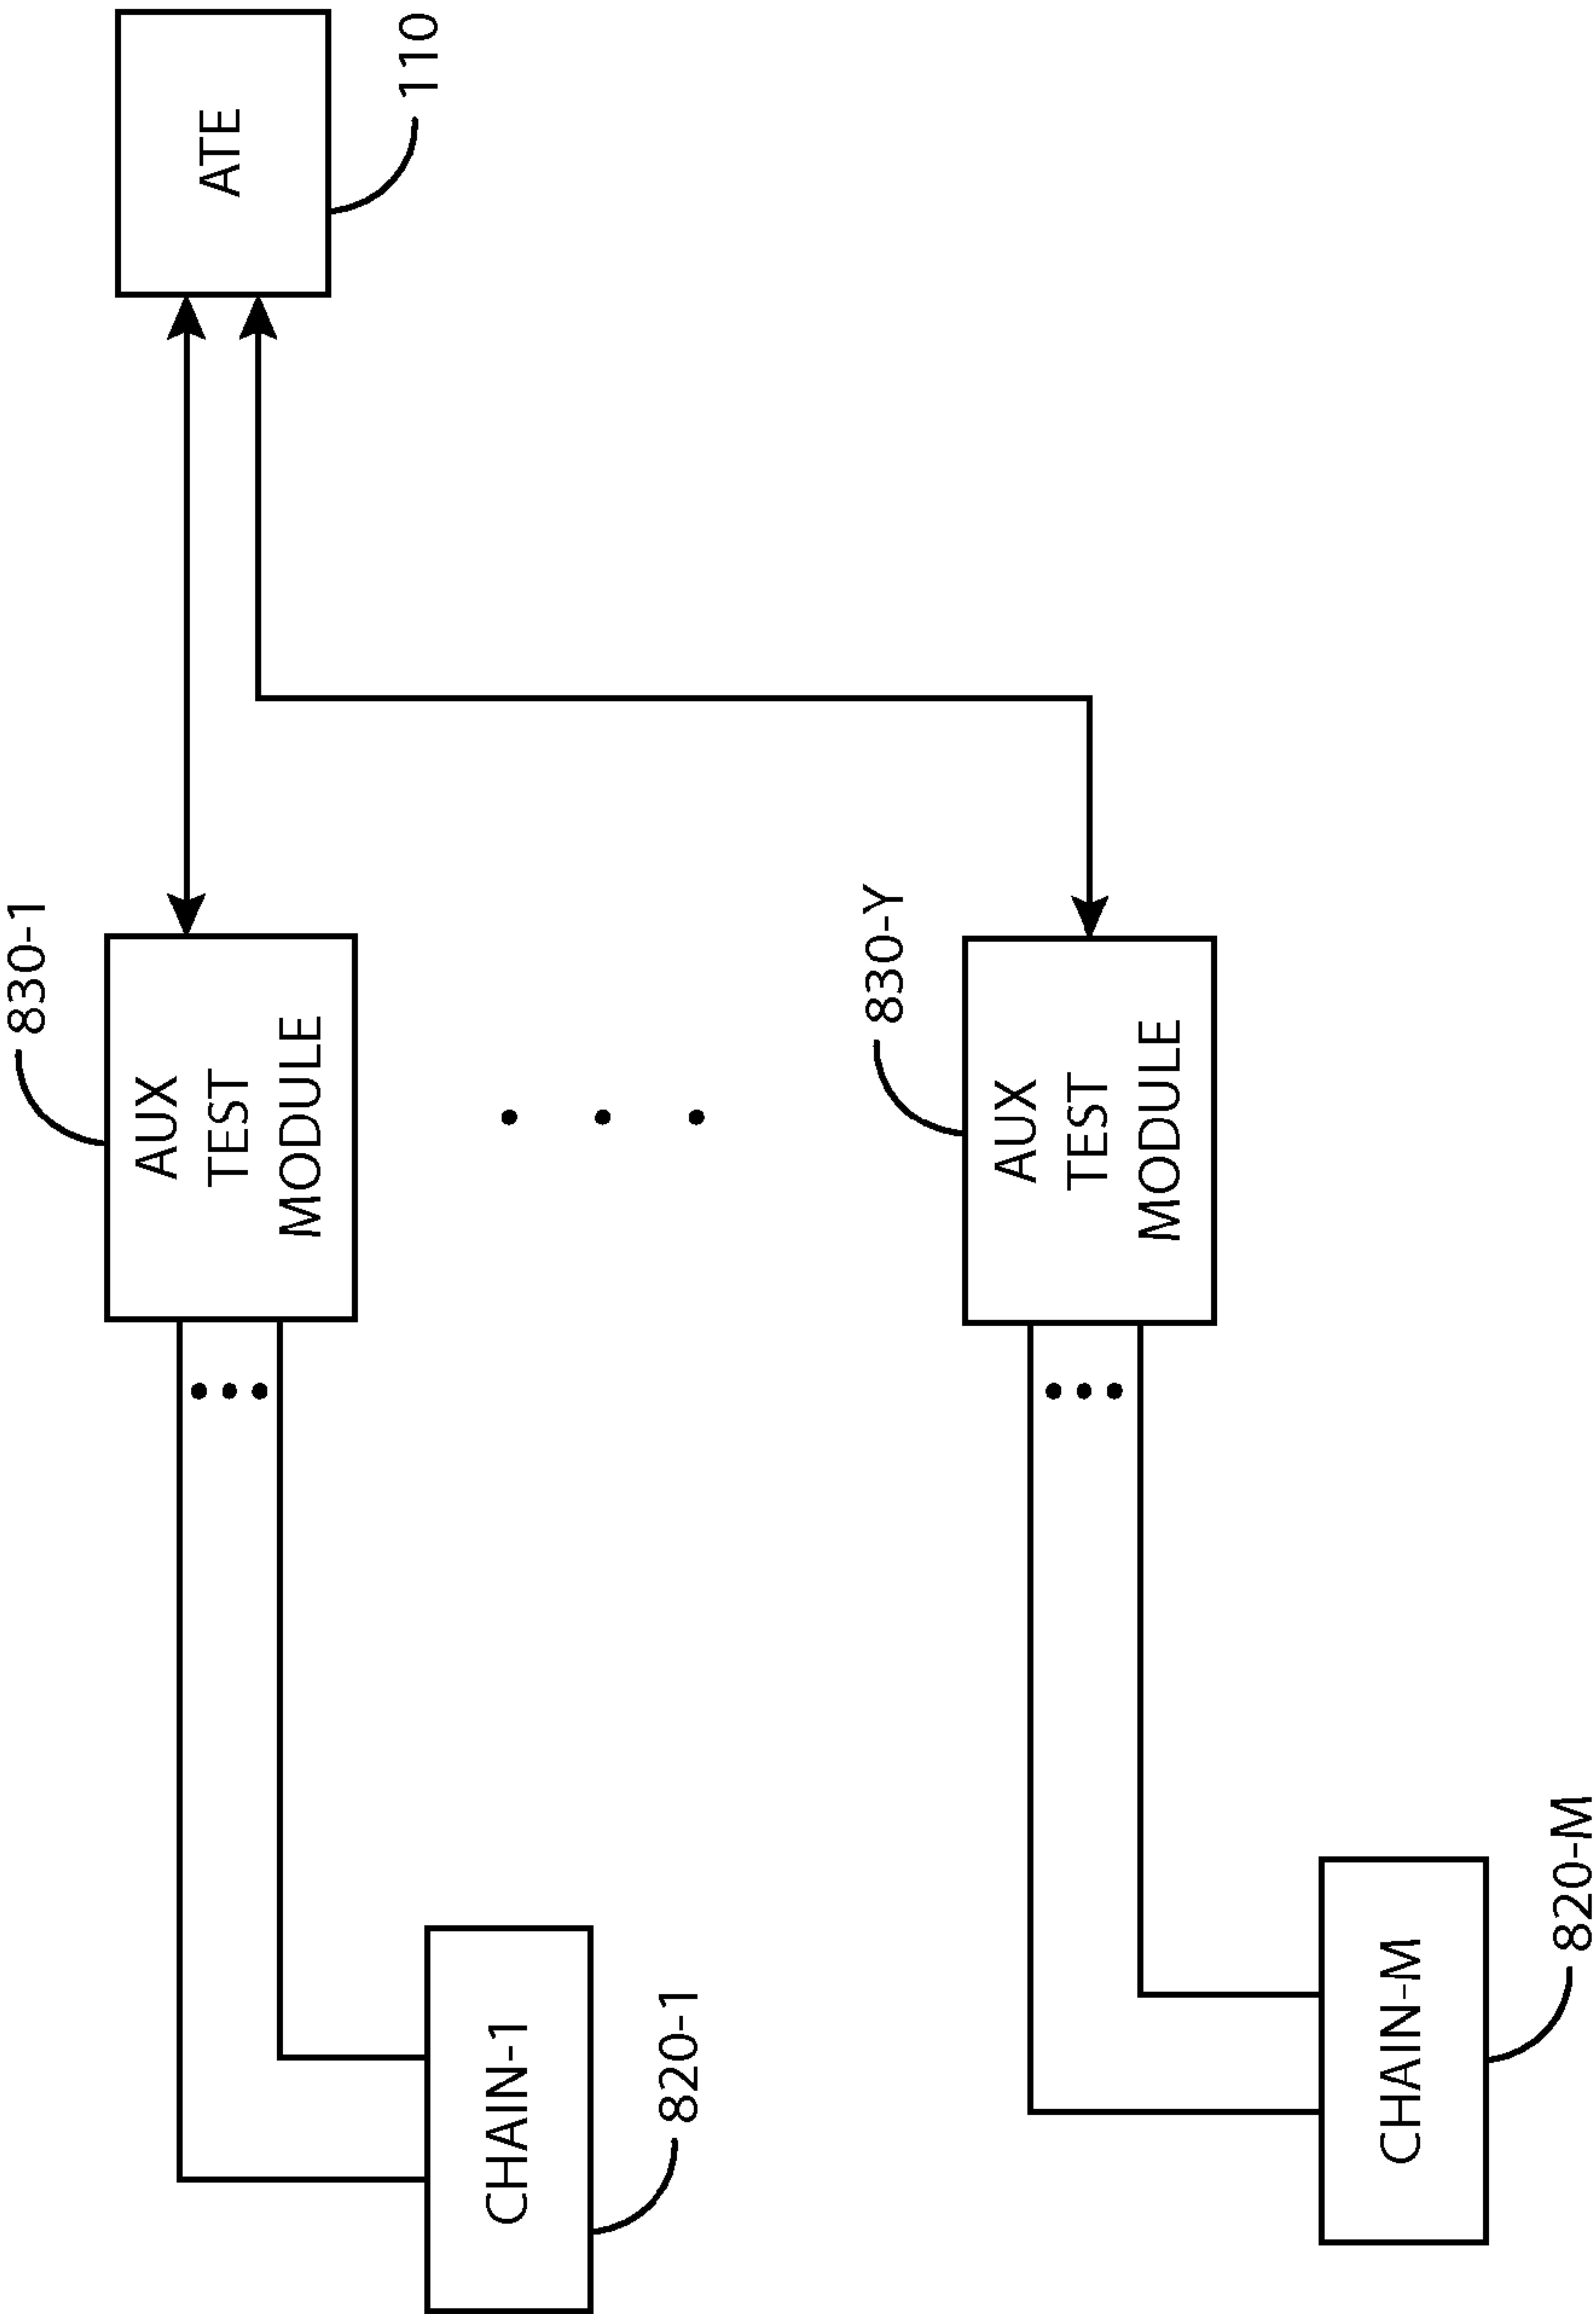 830-1
AUX
TEST
MODULE
ATE
110
CHAIN-1
820-1
830-Y
AUX
TEST
MODULE
CHAIN-M
820-M